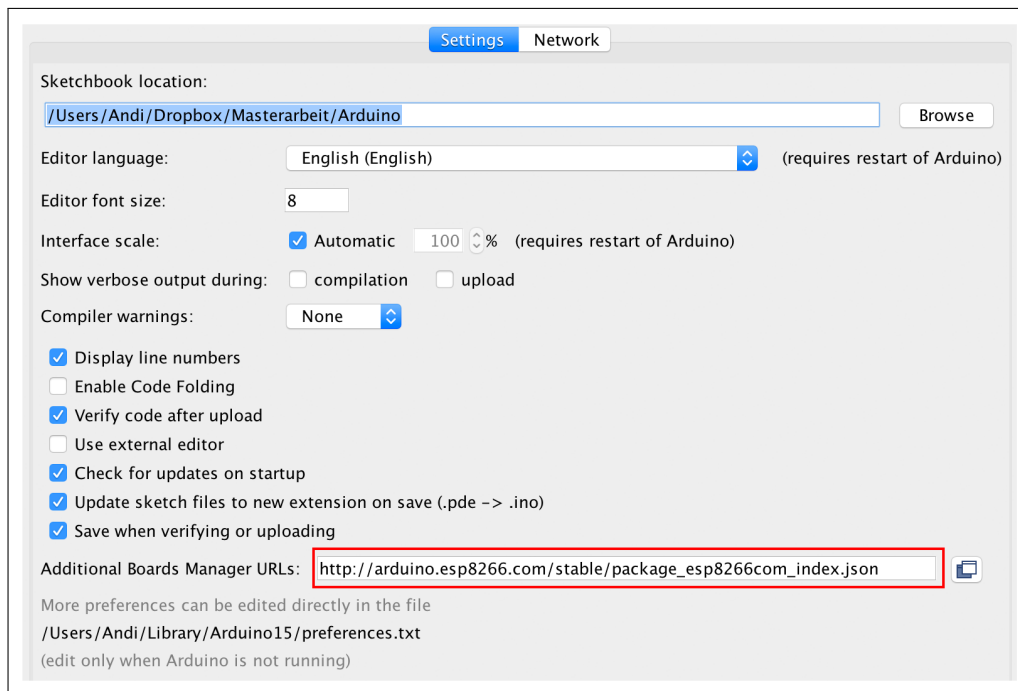 Settings Network
Sketchbook location:
/Users/Andi/Dropbox/Masterarbeit/Arduino Browse
Editor language: English (English) (requires restart of Arduino)
Editor font size: 8
Interface scale: Automatic 100 % (requires restart of Arduino)
Show verbose output during: compilation upload
Compiler warnings: None
Display line numbers
Enable Code Folding
Verify code after upload
Use external editor
Check for updates on startup
Update sketch files to new extension on save (.pde -> .ino)
Save when verifying or uploading
Additional Boards Manager URLs: http://arduino.esp8266.com/stable/package_esp8266com_index.json
More preferences can be edited directly in the file
/Users/Andi/Library/Arduino15/preferences.txt
(edit only when Arduino is not running)